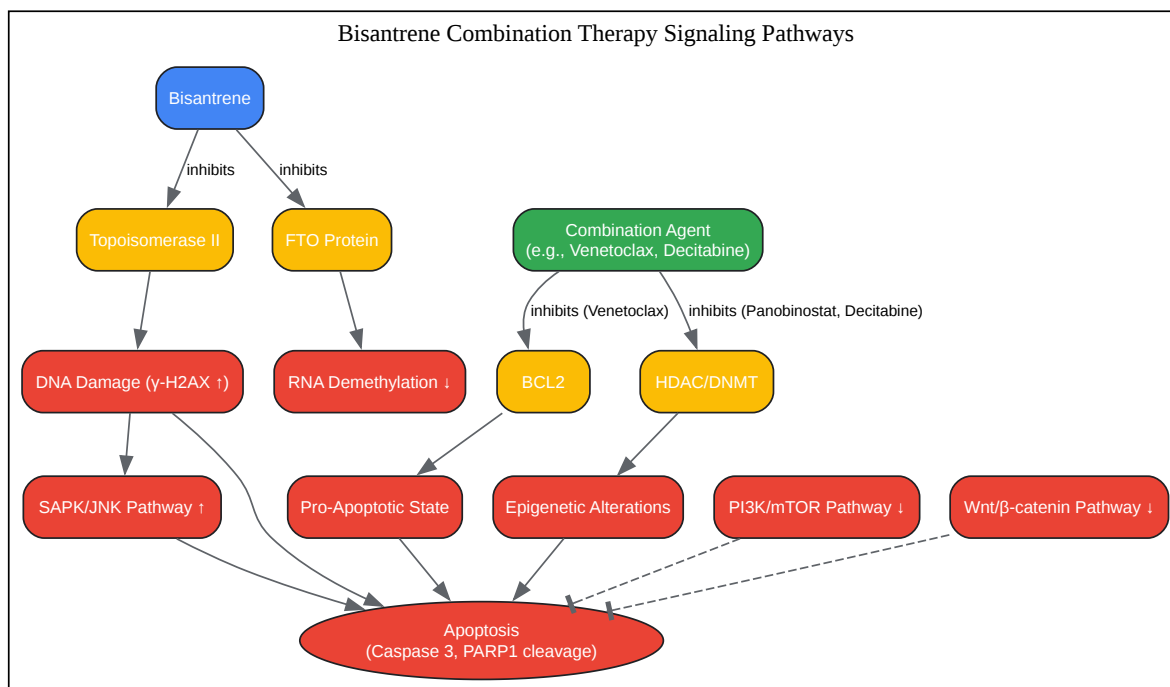 Bisantrene Combination Therapy Signaling Pathways
Bisantrene
inhibits
inhibits
Topoisomerase II
FTO Protein
Combination Agent
(e.g., Venetoclax, Decitabine)
inhibits (Venetoclax)
inhibits (Panobinostat, Decitabine)
DNA Damage (γ-H2AX ↑)
RNA Demethylation ↓
BCL2
HDAC/DNMT
SAPK/JNK Pathway ↑
Pro-Apoptotic State
Epigenetic Alterations
PI3K/mTOR Pathway ↓
Wnt/β-catenin Pathway ↓
Apoptosis
(Caspase 3, PARP1 cleavage)